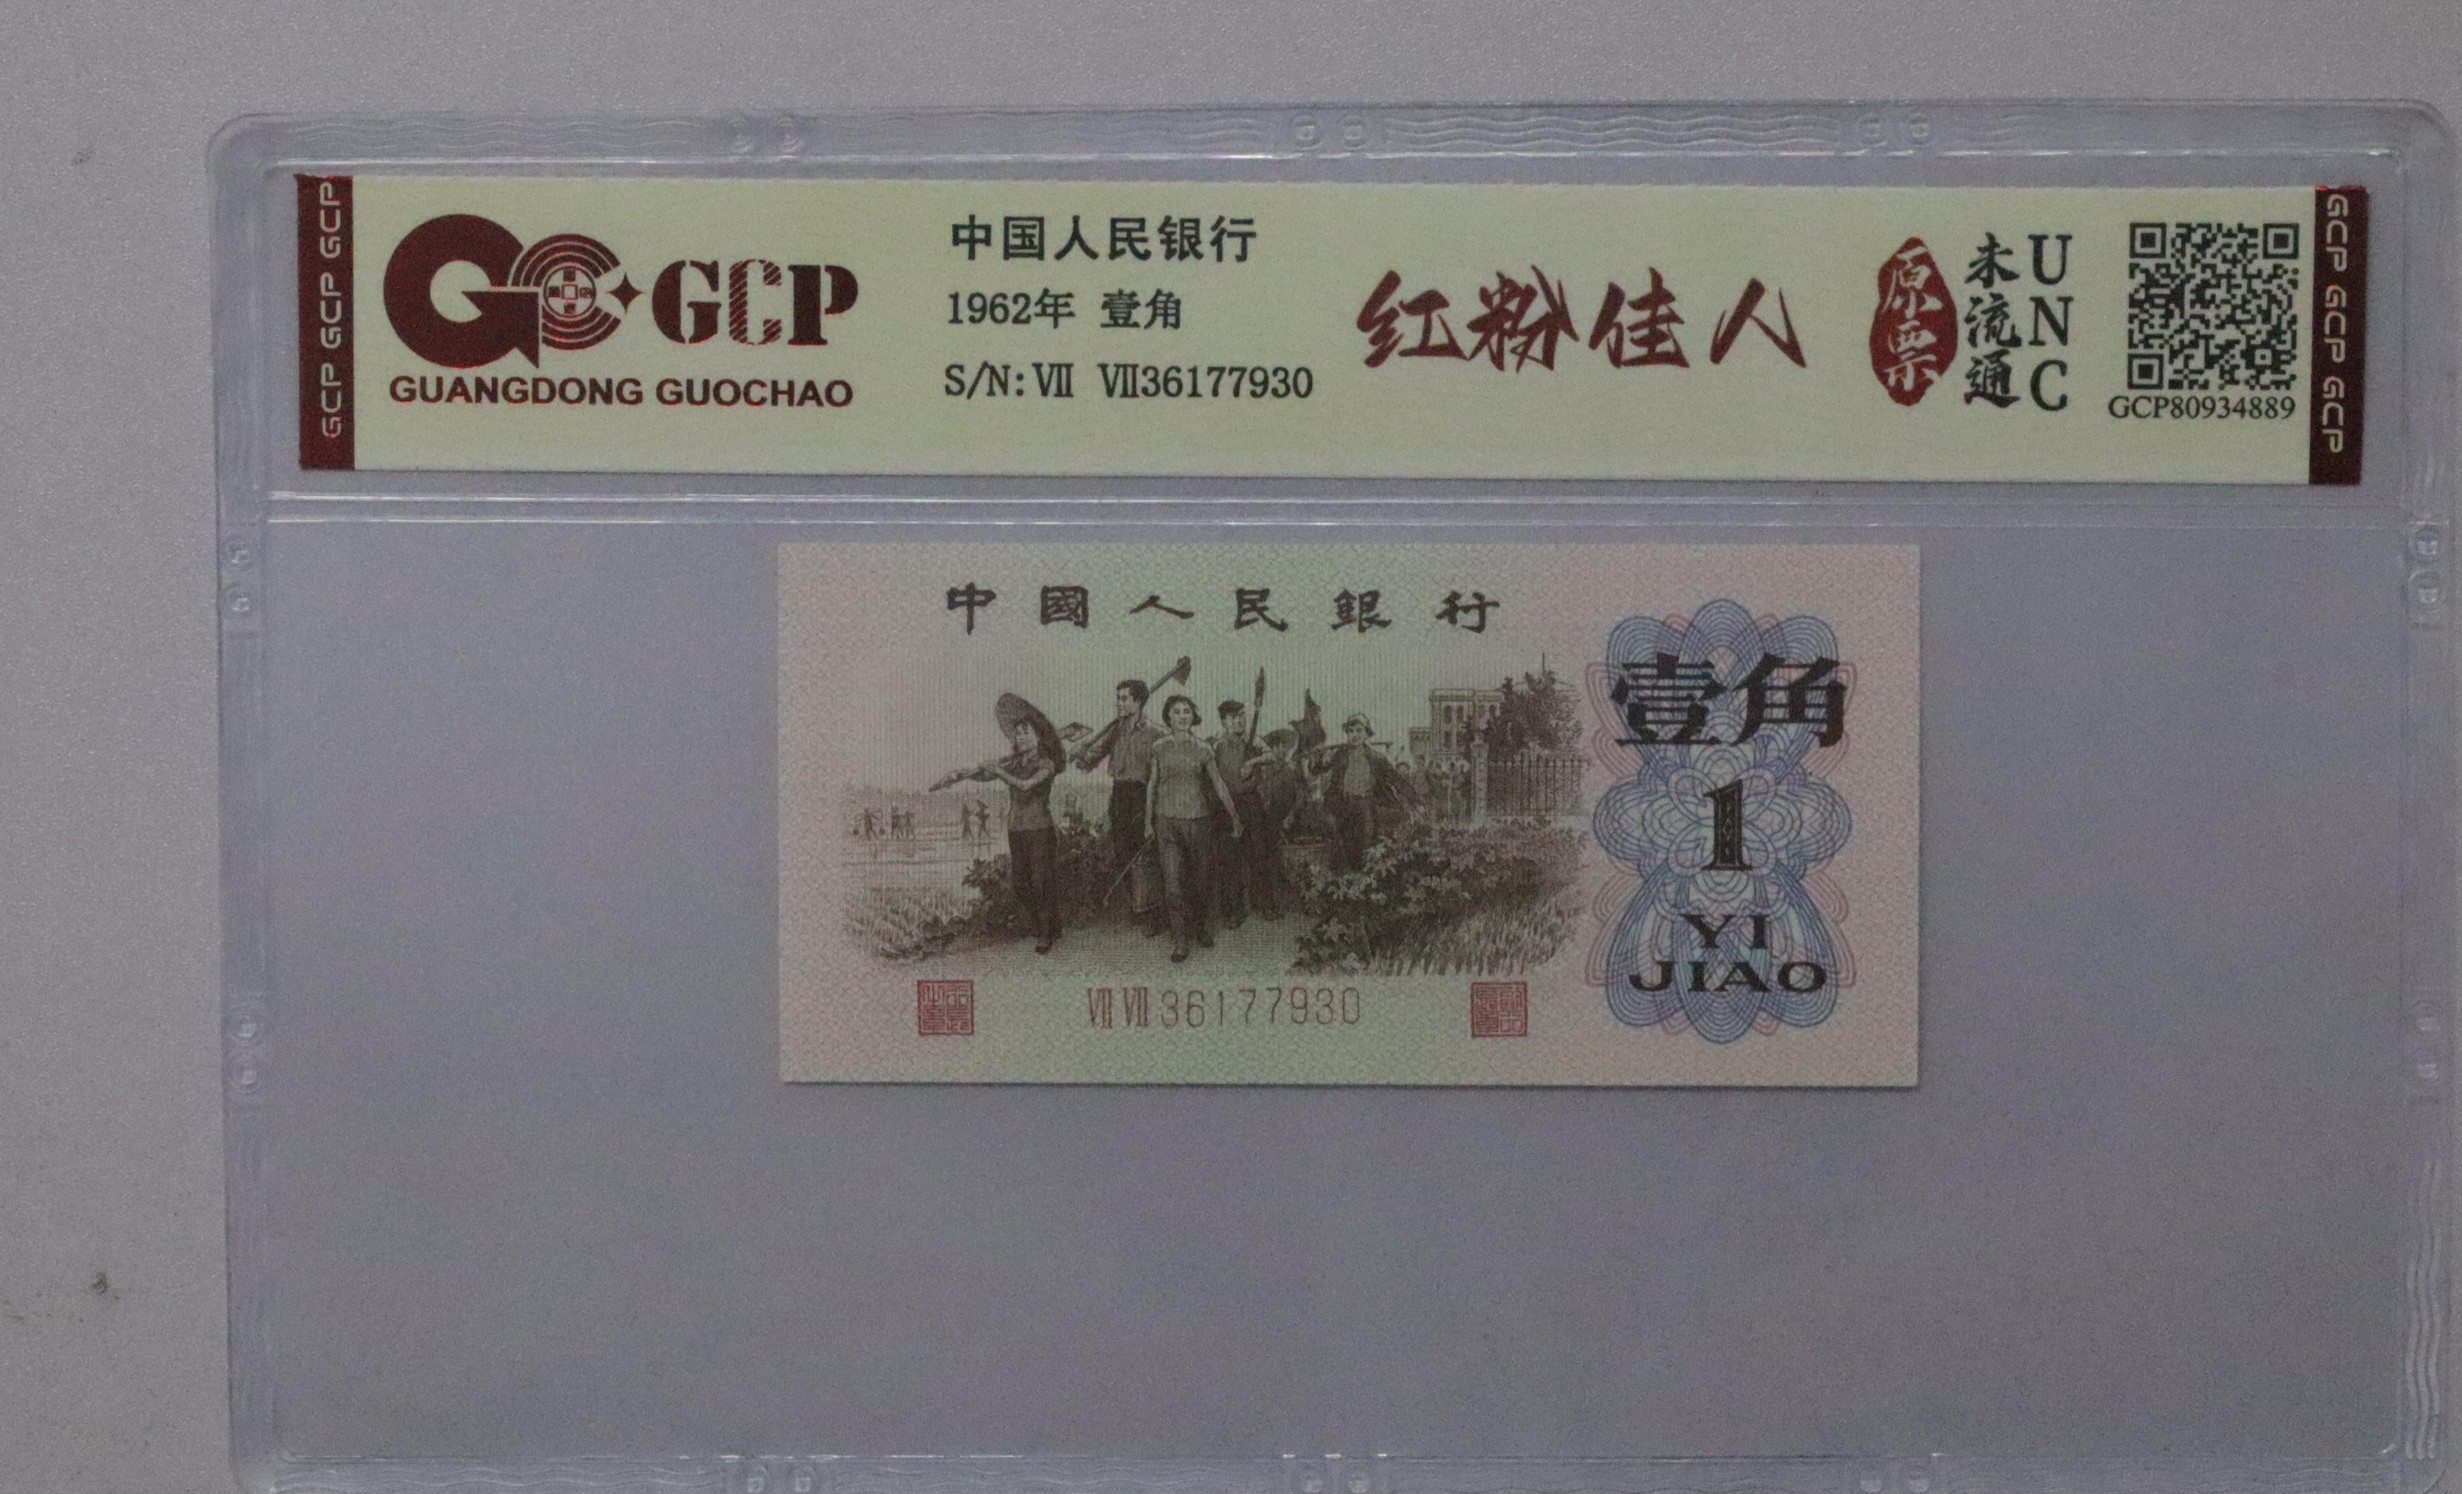 GCP GCP GCP
GCP
GUANGDONG GUOCHAO
中国人民银行
1962年 壹角
S/N: Ⅶ Ⅶ36177930
红粉佳人
原票
未流通
UNC
GCP80934889
GCP GCP GCP
中國人民銀行
壹角
1
YI
JIAO
ⅦⅦ36177930